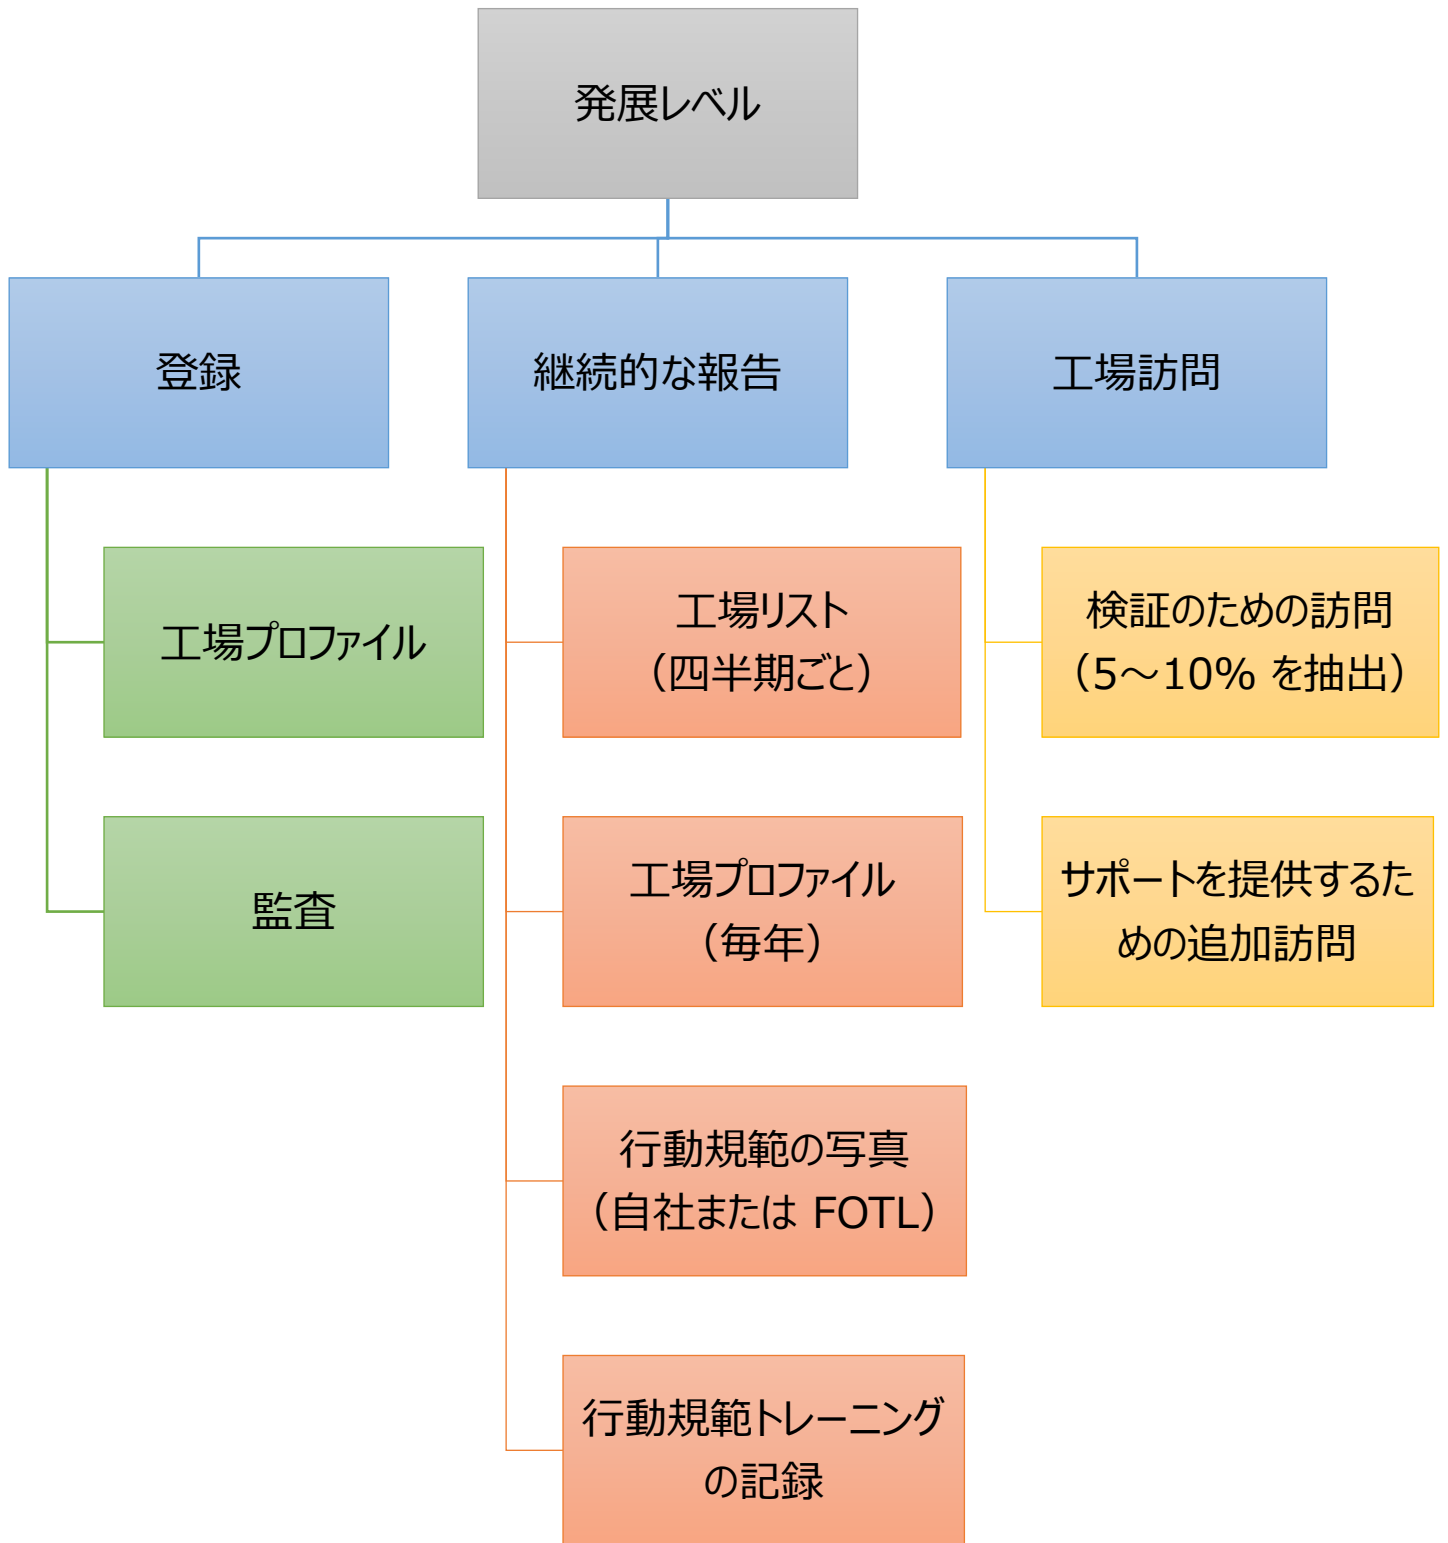 発展レベル
登録
継続的な報告
工場訪問
工場プロファイル
監査
工場リスト
（四半期ごと）
工場プロファイル
（毎年）
行動規範の写真
（自社または FOTL）
行動規範トレーニング
の記録
検証のための訪問
（5～10% を抽出）
サポートを提供するた
めの追加訪問